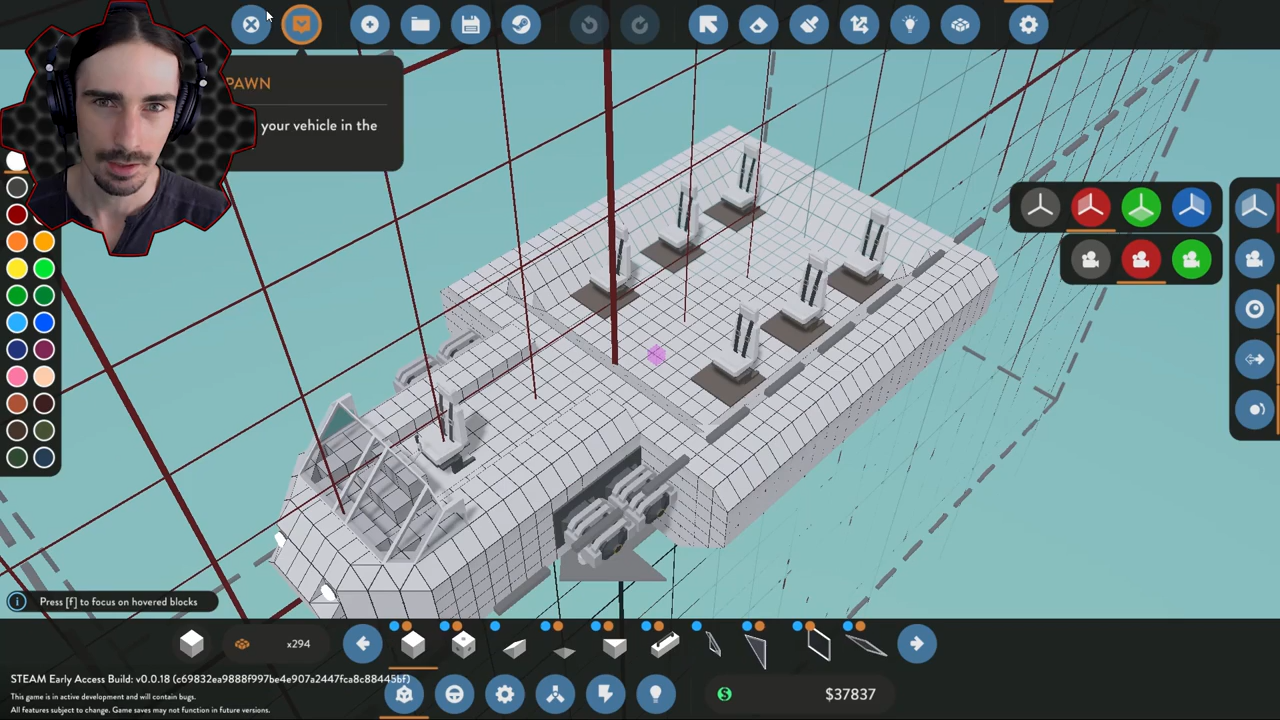 PAWN
your vehicle in the
Press [f] to focus on hovered blocks
x294
STEAM Early Access Build: v0.0.18 (c69832ea9888f997be4e907a2447fca8c88445bf)
This game is in active development and will contain bugs.
All features subject to change. Game saves may not function in future versions.
$
$37837